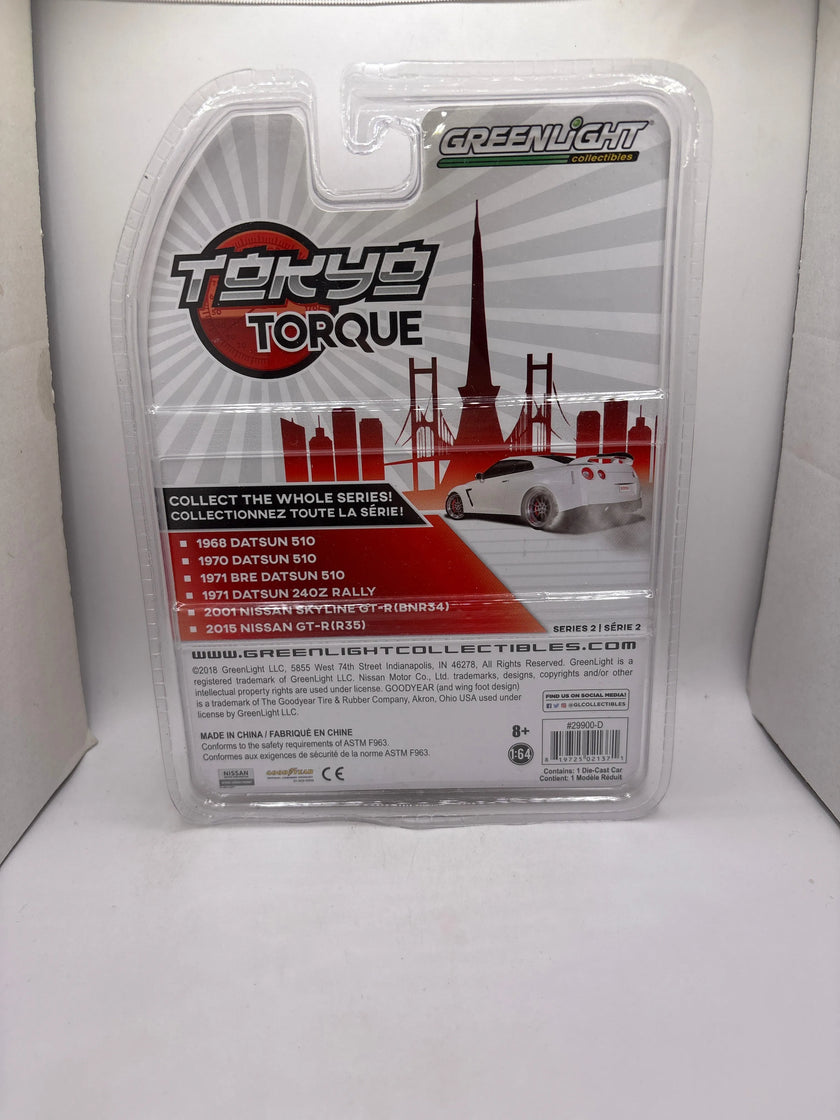 GREENLIGHT
collectibles
TOKYO
TORQUE
COLLECT THE WHOLE SERIES!
COLLECTIONNEZ TOUTE LA SÉRIE!
1968 DATSUN 510
1970 DATSUN 510
1971 BRE DATSUN 510
1971 DATSUN 240Z RALLY
2001 NISSAN SKYLINE GT-R(BNR34)
2015 NISSAN GT-R(R35)
SERIES 2 | SÉRIE 2
WWW.GREENLIGHTCOLLECTIBLES.COM
©2018 GreenLight LLC, 5855 West 74th Street Indianapolis, IN 46278, All Rights Reserved. GreenLight is a
registered trademark of GreenLight LLC. Nissan Motor Co., Ltd. trademarks, designs, copyrights and/or other
intellectual property rights are used under license. GOODYEAR (and wing foot design)
is a trademark of The Goodyear Tire & Rubber Company, Akron, Ohio USA used under
license by GreenLight LLC.
FIND US ON SOCIAL MEDIA!
@GLCOLLECTIBLES
MADE IN CHINA / FABRIQUÉ EN CHINE
Conforms to the safety requirements of ASTM F963.
Conformes aux exigences de sécurité de la norme ASTM F963.
8+
1:64
#29900-D
8 19725 02137 1
Contains: 1 Die-Cast Car
Contient: 1 Modèle Réduit
NISSAN
GOODYEAR
CE